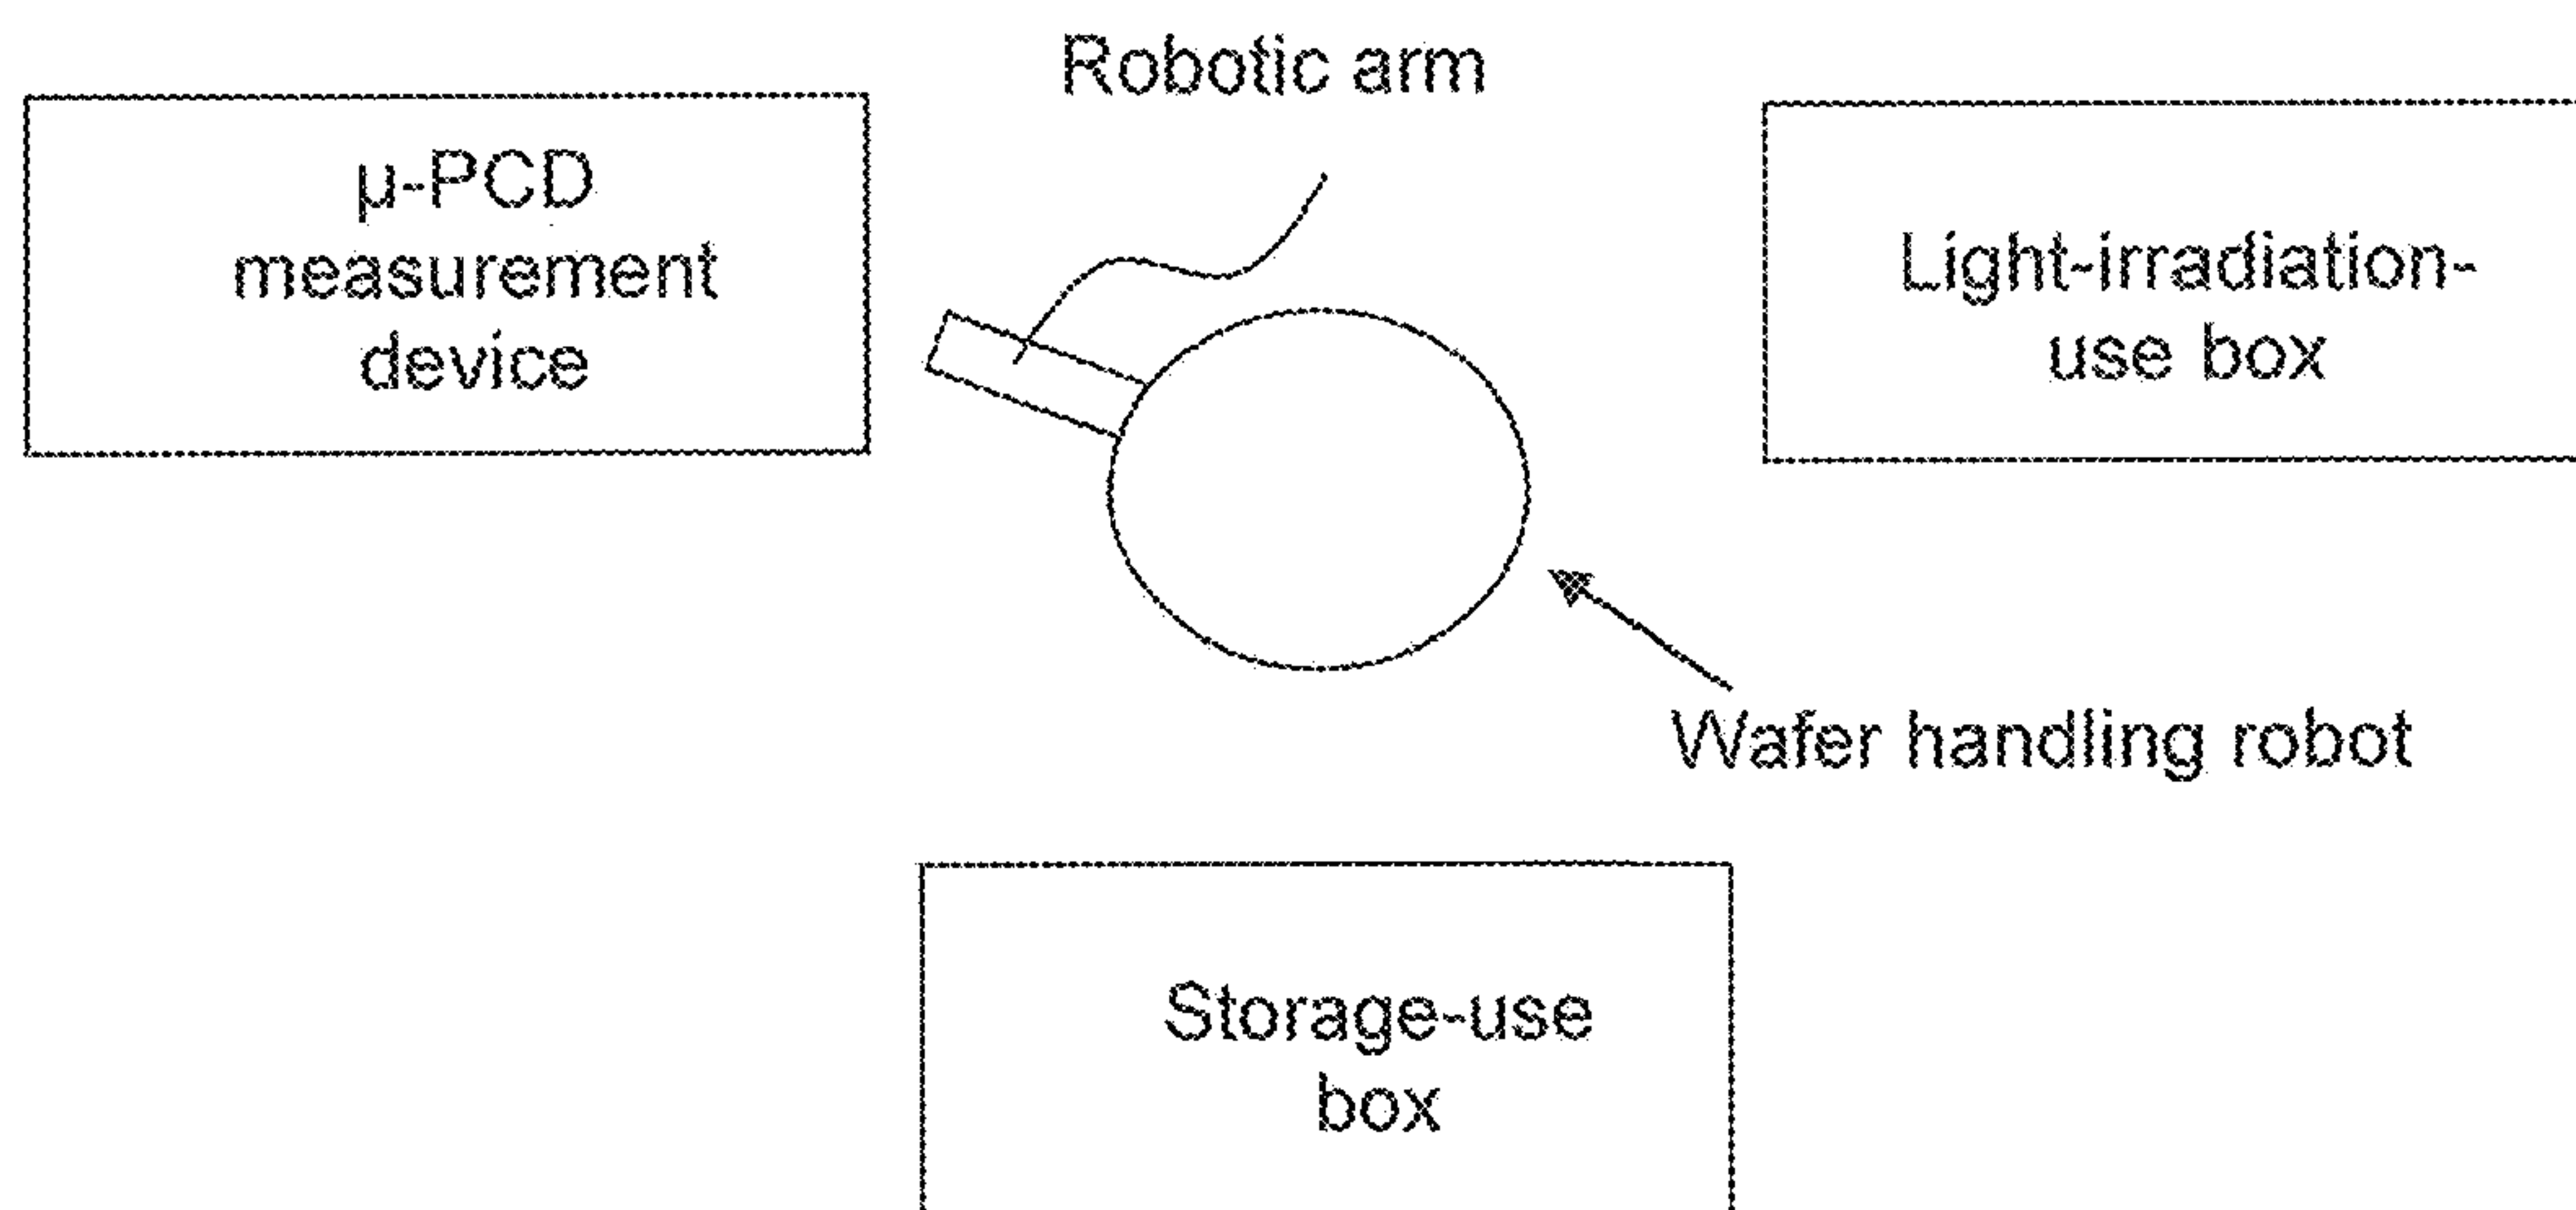 Robotic arm
μ-PCD
measurement
device
Light-irradiation-
use box
Wafer handling robot
Storage-use
box